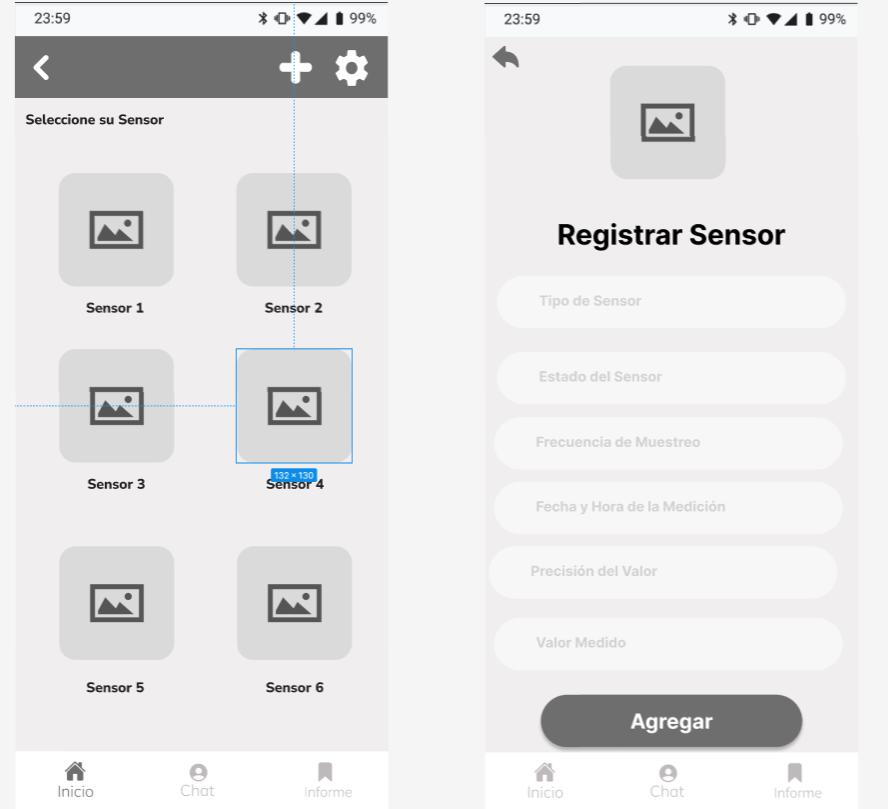 23:59
99%
Seleccione su Sensor
Sensor 1
Sensor 2
Sensor 3
132 × 130
Sensor 4
Sensor 5
Sensor 6
Inicio
Chat
Informe
23:59
99%
Registrar Sensor
Tipo de Sensor
Estado del Sensor
Frecuencia de Muestreo
Fecha y Hora de la Medición
Precisión del Valor
Valor Medido
Agregar
Inicio
Chat
Informe